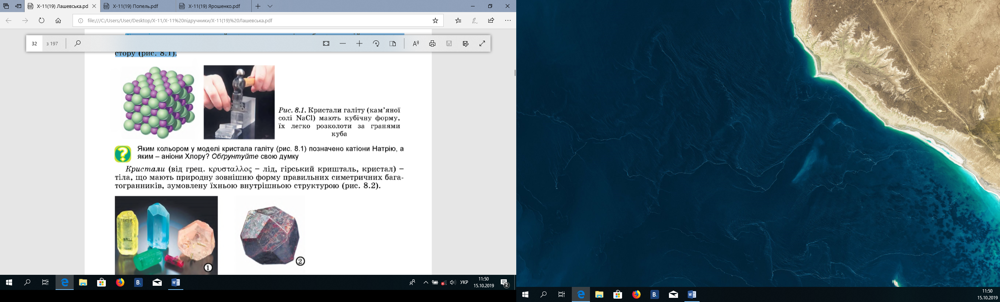 X-11(19) Лашевська.pd
X-11(19) Попель.pdf
X-11(19) Ярошенко.pdf
file:///C:/Users/User/Desktop/X-11/X-11%20підручники/X-11(19)%20Лашевська.pdf
32
з 197
стору (рис. 8.1).
Рис. 8.1. Кристали галіту (кам’яної
солі NaCl) мають кубічну форму,
їх легко розколоти за гранями
куба
Яким кольором у моделі кристала галіту (рис. 8.1) позначено катіони Натрію, а
яким – аніони Хлору? Обґрунтуйте свою думку
Кристали (від грец. κρυσταλλος – лід, гірський кришталь, кристал) –
тіла, що мають природну зовнішню форму правильних симетричних бага-
тогранників, зумовлену їхньою внутрішньою структурою (рис. 8.2).
1
2
B.
УКР
11:50
15.10.2019
2
B.
11:50
15.10.2019